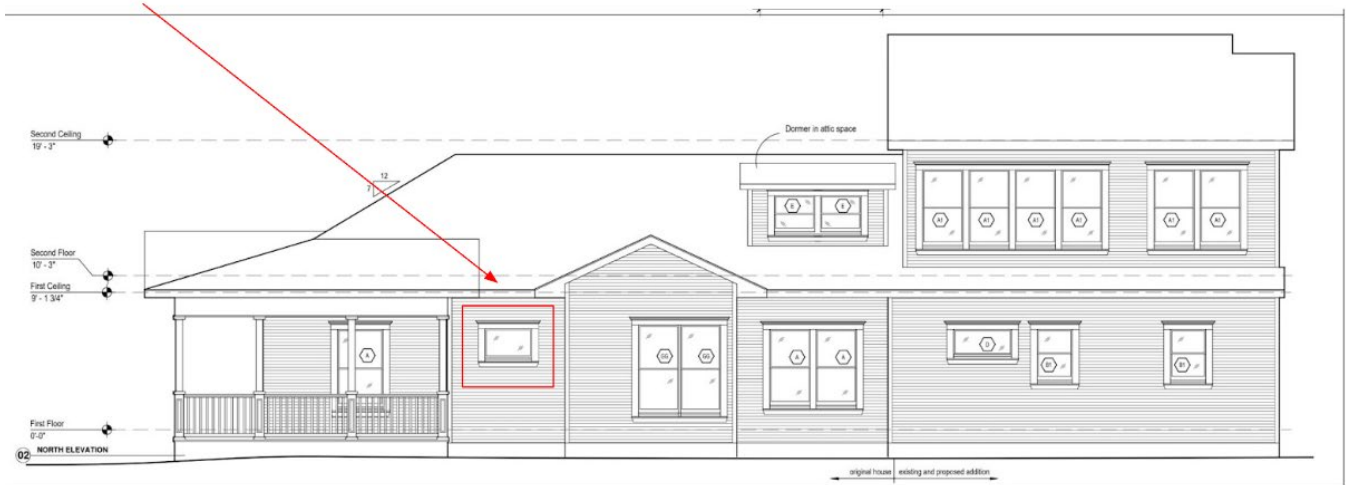 Second Ceiling
19' - 3"
Dormer in attic space
12
7
B B
A1 A1 A1 A1 A1 A1
Second Floor
10' - 3"
First Ceiling
9' - 1 3/4"
A GG GG A A D B1 B1
First Floor
0'-0"
02 NORTH ELEVATION
original house existing and proposed addition